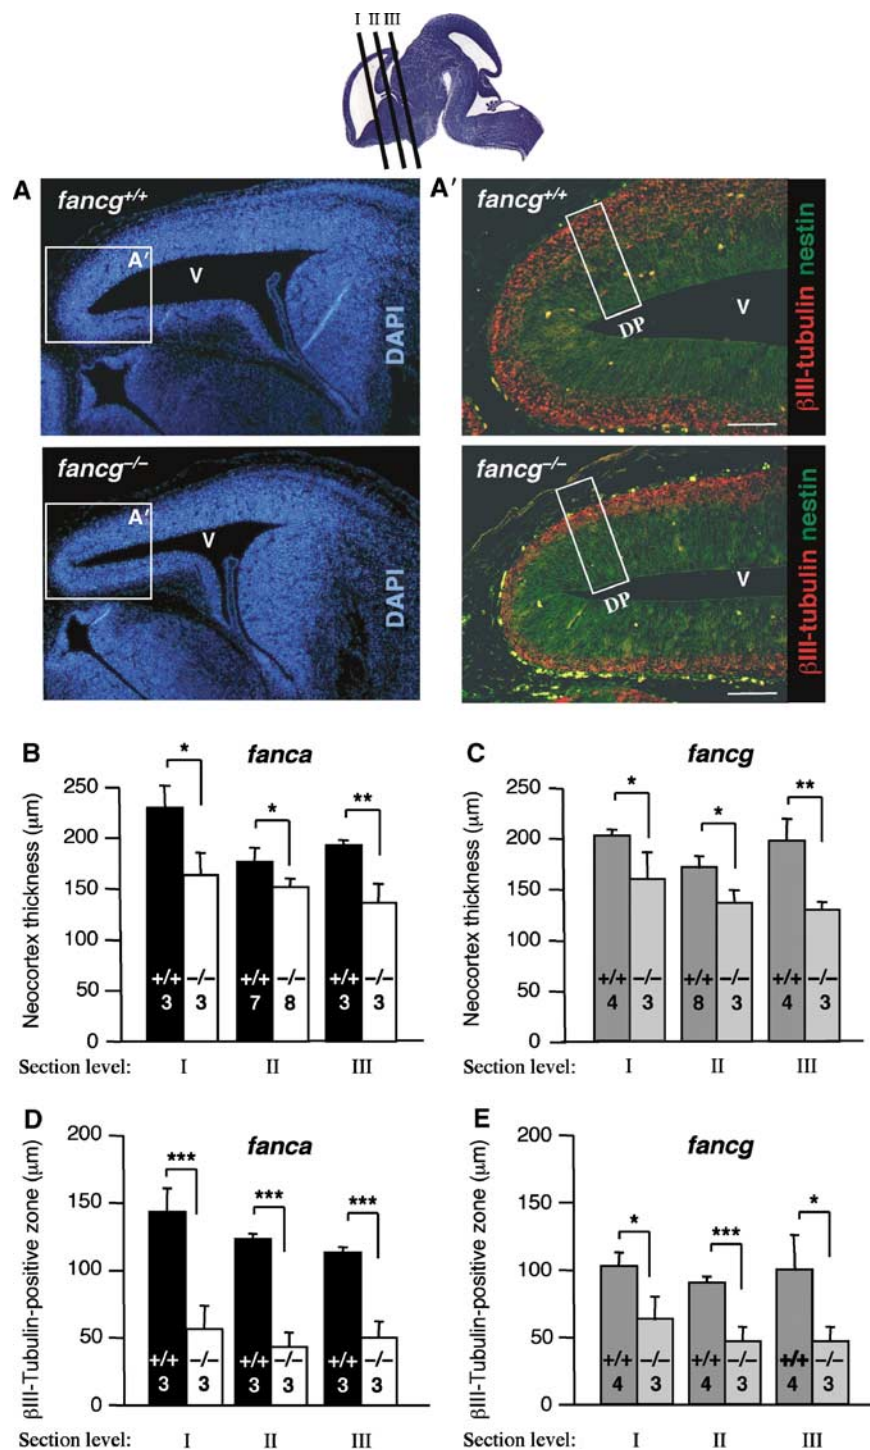 I II III
A
fancg+/+
A′
V
DAPI
fancg−/−
A′
V
DAPI
A′
fancg+/+
DP
V
βIII-tubulin nestin
fancg−/−
DP
V
βIII-tubulin nestin
B
fanca
Neocortex thickness (μm)
250
200
150
100
50
0
* * **
+/+ −/− +/+ −/− +/+ −/−
3 3 7 8 3 3
Section level: I II III
C
fancg
Neocortex thickness (μm)
250
200
150
100
50
0
* * **
+/+ −/− +/+ −/− +/+ −/−
4 3 8 3 4 3
Section level: I II III
D
fanca
βIII-Tubulin-positive zone (μm)
200
150
100
50
0
*** *** ***
+/+ −/− +/+ −/− +/+ −/−
3 3 3 3 3 3
Section level: I II III
E
fancg
βIII-Tubulin-positive zone (μm)
200
150
100
50
0
* *** *
+/+ −/− +/+ −/− +/+ −/−
4 3 4 3 4 3
Section level: I II III